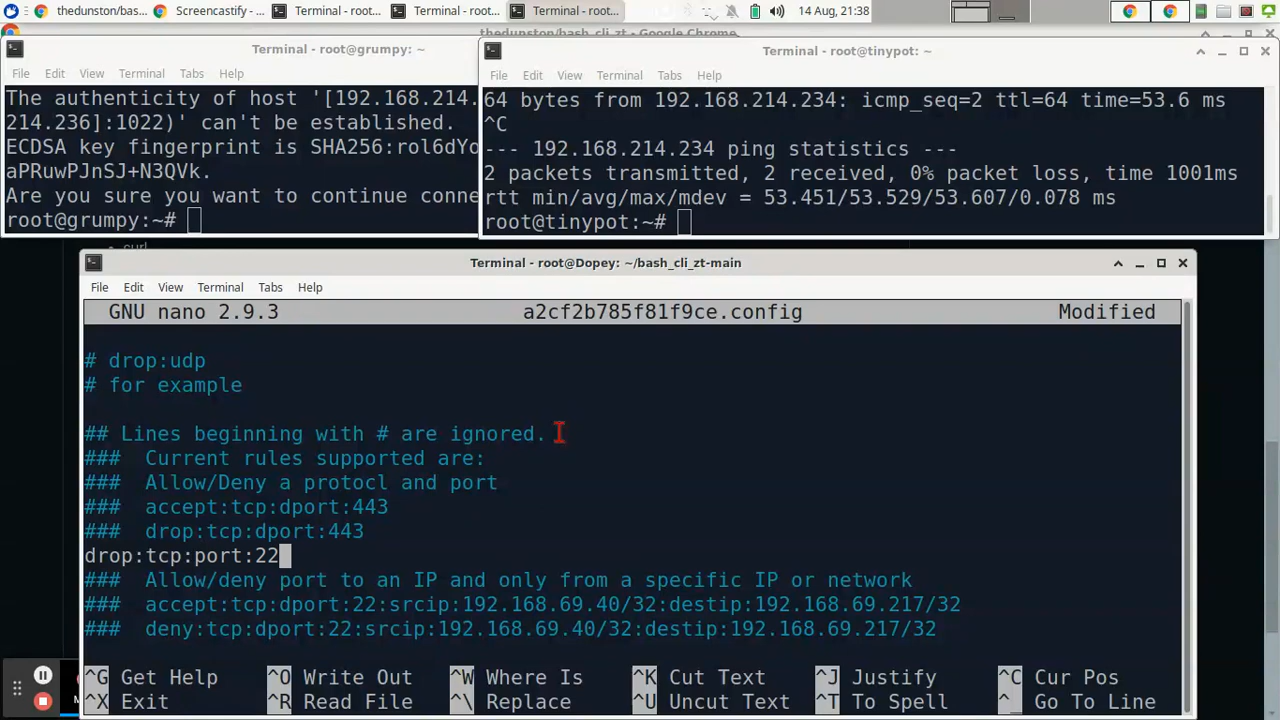 thedunston/bas...
Screencastify - ...
Terminal - root...
Terminal - root...
Terminal - root...
14 Aug, 21:38
thedunston/bash_cli_zt - Google Chrome
Terminal - root@grumpy: ~
File Edit View Terminal Tabs Help
The authenticity of host '[192.168.214.
214.236]:1022)' can't be established.
ECDSA key fingerprint is SHA256:rol6dYo
aPRuwPJnSJ+N3QVk.
Are you sure you want to continue conne
root@grumpy:~#
Terminal - root@tinypot: ~
File Edit View Terminal Tabs Help
64 bytes from 192.168.214.234: icmp_seq=2 ttl=64 time=53.6 ms
^C
--- 192.168.214.234 ping statistics ---
2 packets transmitted, 2 received, 0% packet loss, time 1001ms
rtt min/avg/max/mdev = 53.451/53.529/53.607/0.078 ms
root@tinypot:~#
curl
Terminal - root@Dopey: ~/bash_cli_zt-main
File Edit View Terminal Tabs Help
GNU nano 2.9.3 a2cf2b785f81f9ce.config Modified
# drop:udp
# for example
## Lines beginning with # are ignored.
### Current rules supported are:
### Allow/Deny a protocl and port
### accept:tcp:dport:443
### drop:tcp:dport:443
drop:tcp:port:22
### Allow/deny port to an IP and only from a specific IP or network
### accept:tcp:dport:22:srcip:192.168.69.40/32:destip:192.168.69.217/32
### deny:tcp:dport:22:srcip:192.168.69.40/32:destip:192.168.69.217/32
^G Get Help ^O Write Out ^W Where Is ^K Cut Text ^J Justify ^C Cur Pos
^X Exit ^R Read File ^\ Replace ^U Uncut Text ^T To Spell ^_ Go To Line